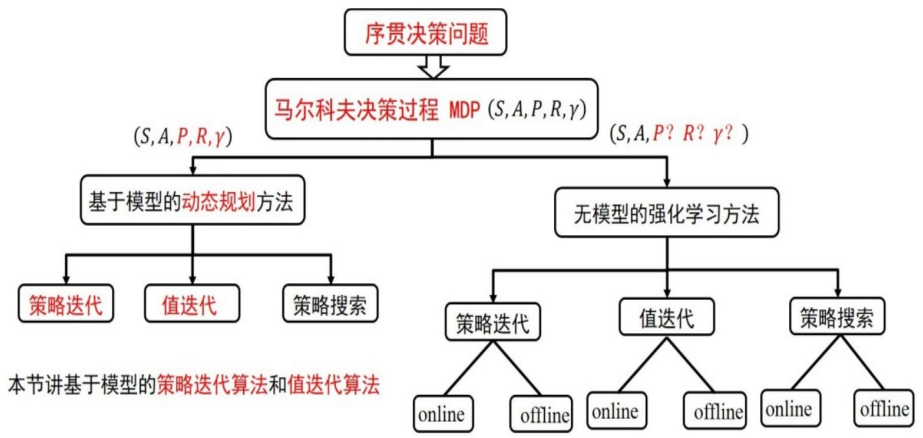 序贯决策问题
马尔科夫决策过程 MDP (S,A,P,R,γ)
(S,A,P,R,γ)
(S,A,P? R? γ? )
基于模型的动态规划方法
无模型的强化学习方法
策略迭代
值迭代
策略搜索
策略迭代
值迭代
策略搜索
本节讲基于模型的策略迭代算法和值迭代算法
online
offline
online
offline
online
offline